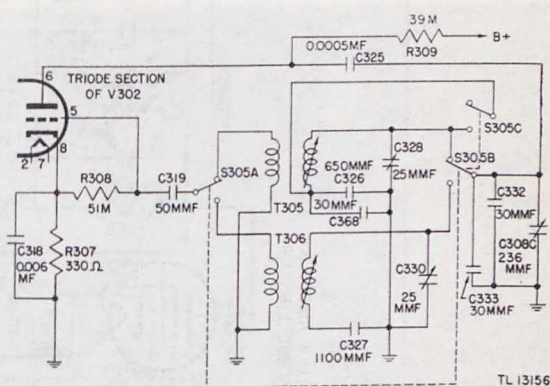 39 M
B+
R309
0.0005MF
C325
6
TRIODE SECTION
OF V302
5
8
2
7
R308
51M
C319
50MMF
S305A
S305C
S305B
C328
25MMF
650MMF
C326
30MMF
C368
T305
T306
C318
0.006
MF
R307
330 Ω
C330
25
MMF
C327
1100MMF
C332
30MMF
C308C
236
MMF
C333
30MMF
TL 13156